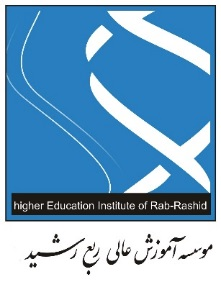 higher Education Institute of Rab-Rashid
موسسه آموزش عالی ربع رشید